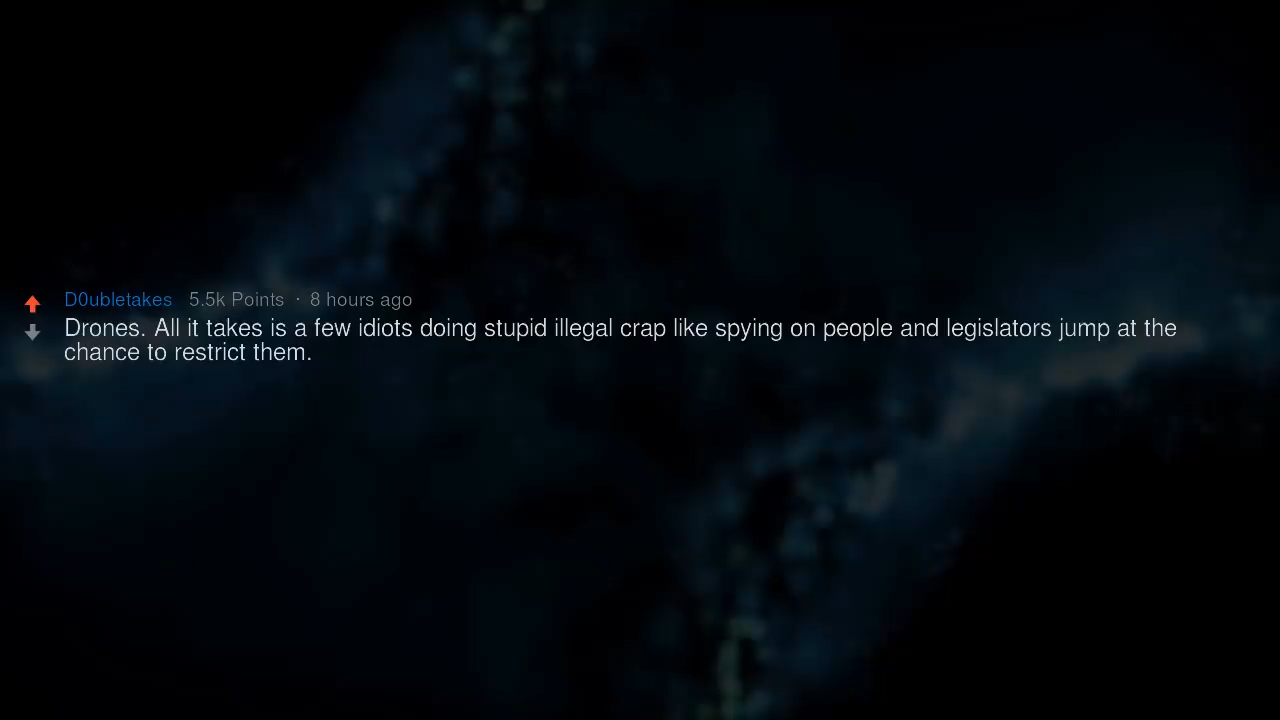 D0ubletakes 5.5k Points · 8 hours ago
Drones. All it takes is a few idiots doing stupid illegal crap like spying on people and legislators jump at the
chance to restrict them.